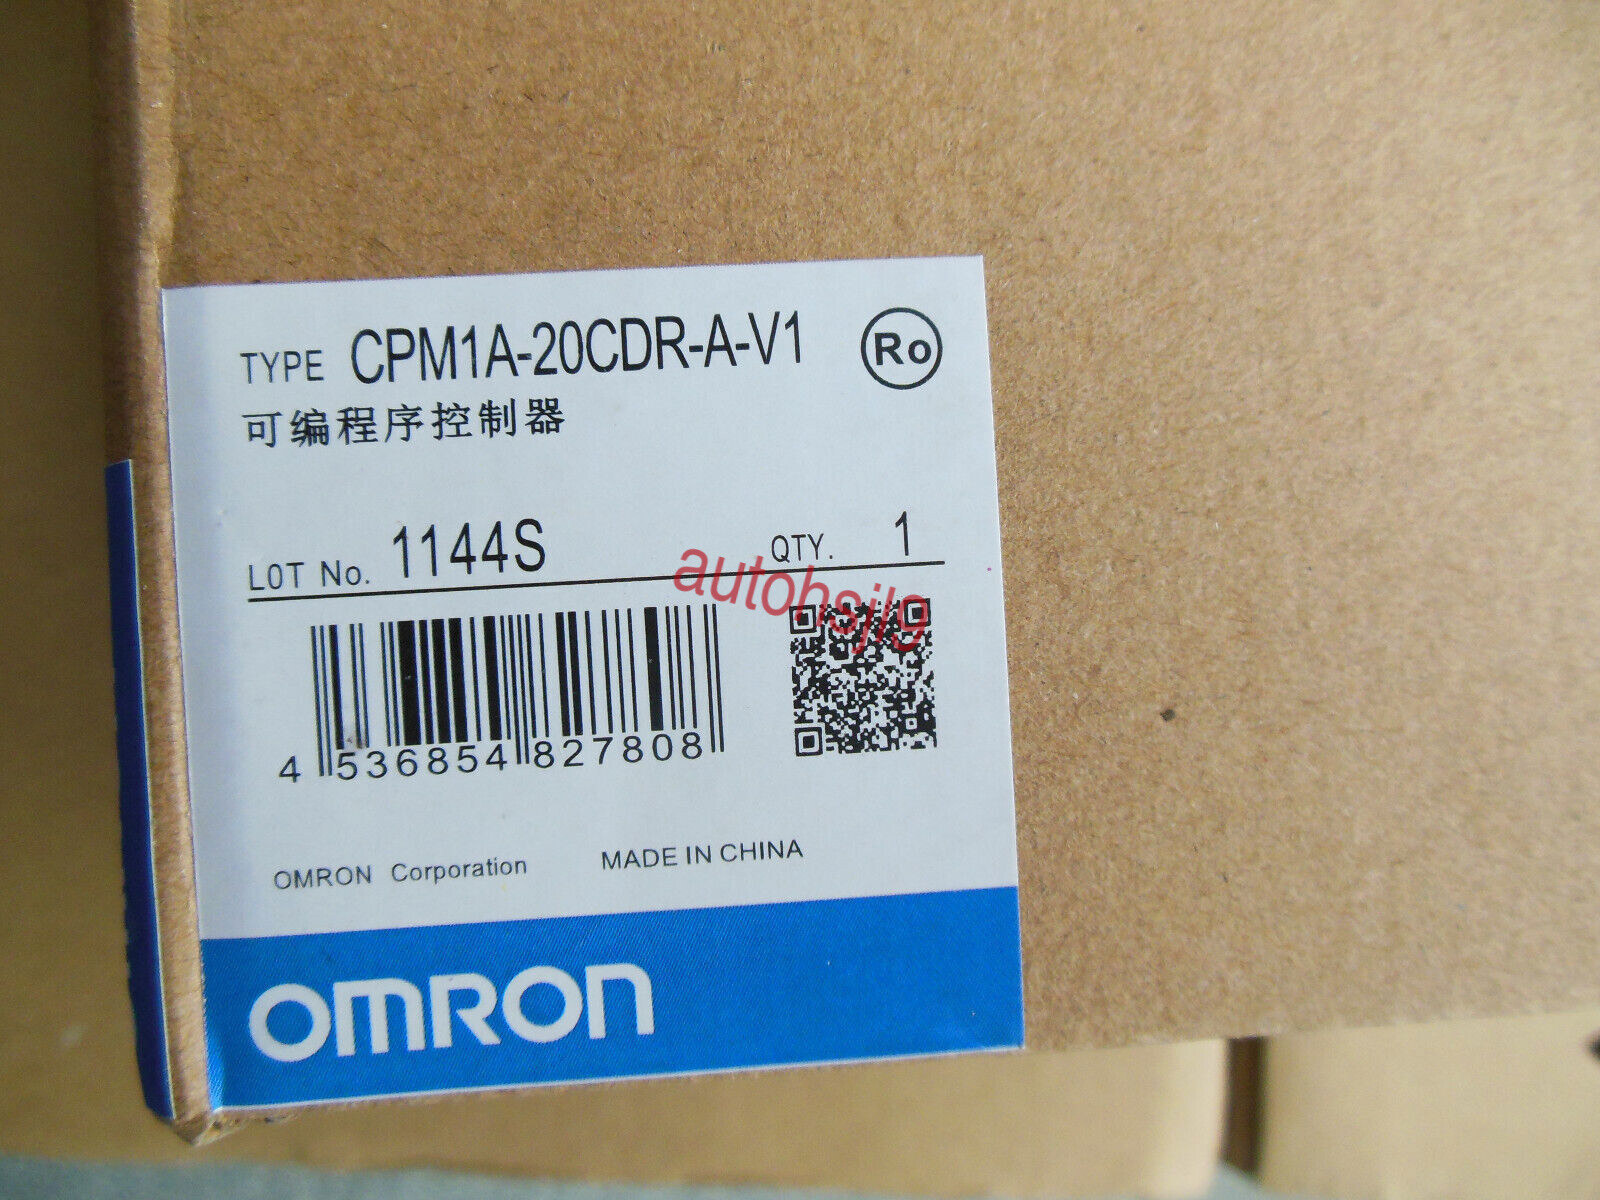 TYPE CPM1A-20CDR-A-V1 Ro
可编程序控制器
LOT No. 1144S QTY. 1
autohsjlg
4 536854 827808
OMRON Corporation MADE IN CHINA
OMRON